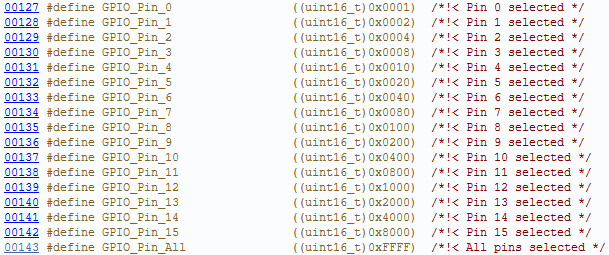 00127 #define GPIO_Pin_0 ((uint16_t)0x0001) /*!< Pin 0 selected */
00128 #define GPIO_Pin_1 ((uint16_t)0x0002) /*!< Pin 1 selected */
00129 #define GPIO_Pin_2 ((uint16_t)0x0004) /*!< Pin 2 selected */
00130 #define GPIO_Pin_3 ((uint16_t)0x0008) /*!< Pin 3 selected */
00131 #define GPIO_Pin_4 ((uint16_t)0x0010) /*!< Pin 4 selected */
00132 #define GPIO_Pin_5 ((uint16_t)0x0020) /*!< Pin 5 selected */
00133 #define GPIO_Pin_6 ((uint16_t)0x0040) /*!< Pin 6 selected */
00134 #define GPIO_Pin_7 ((uint16_t)0x0080) /*!< Pin 7 selected */
00135 #define GPIO_Pin_8 ((uint16_t)0x0100) /*!< Pin 8 selected */
00136 #define GPIO_Pin_9 ((uint16_t)0x0200) /*!< Pin 9 selected */
00137 #define GPIO_Pin_10 ((uint16_t)0x0400) /*!< Pin 10 selected */
00138 #define GPIO_Pin_11 ((uint16_t)0x0800) /*!< Pin 11 selected */
00139 #define GPIO_Pin_12 ((uint16_t)0x1000) /*!< Pin 12 selected */
00140 #define GPIO_Pin_13 ((uint16_t)0x2000) /*!< Pin 13 selected */
00141 #define GPIO_Pin_14 ((uint16_t)0x4000) /*!< Pin 14 selected */
00142 #define GPIO_Pin_15 ((uint16_t)0x8000) /*!< Pin 15 selected */
00143 #define GPIO_Pin_All ((uint16_t)0xFFFF) /*!< All pins selected */